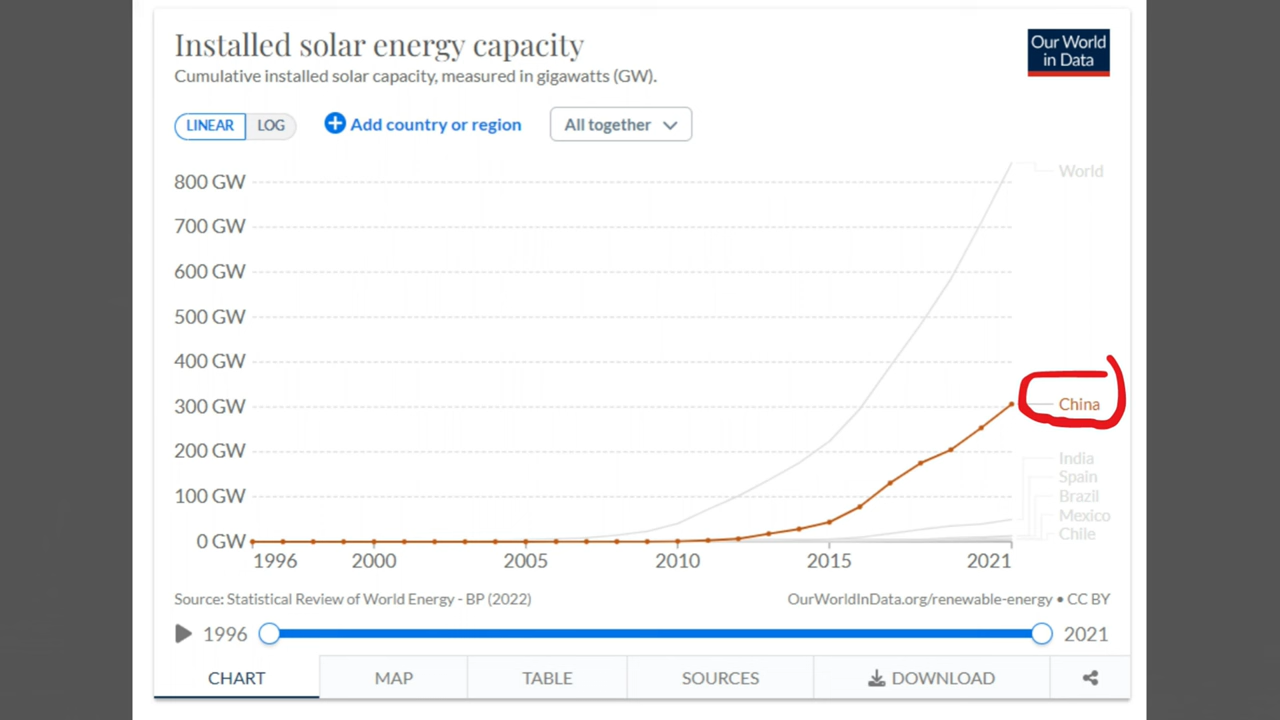 Installed solar energy capacity
Cumulative installed solar capacity, measured in gigawatts (GW).
Our World
in Data
LINEAR LOG Add country or region All together
800 GW
700 GW
600 GW
500 GW
400 GW
300 GW
200 GW
100 GW
0 GW
World
China
India
Spain
Brazil
Mexico
Chile
1996 2000 2005 2010 2015 2021
Source: Statistical Review of World Energy - BP (2022) OurWorldInData.org/renewable-energy • CC BY
1996 2021
CHART MAP TABLE SOURCES DOWNLOAD